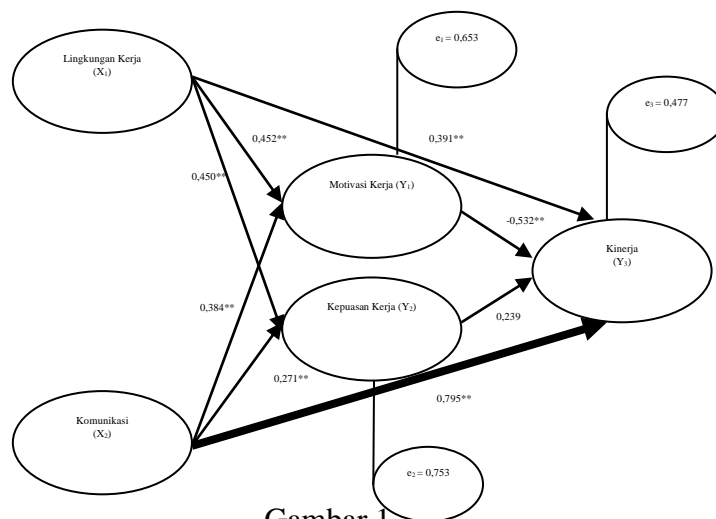 e1 = 0,653
Lingkungan Kerja
(X1)
e3 = 0,477
0,452**
0,391**
0,450**
Motivasi Kerja (Y1)
-0,532**
Kinerja
(Y3)
0,384**
Kepuasan Kerja (Y2)
0,239
0,271**
0,795**
Komunikasi
(X2)
e2 = 0,753
Gambar 1